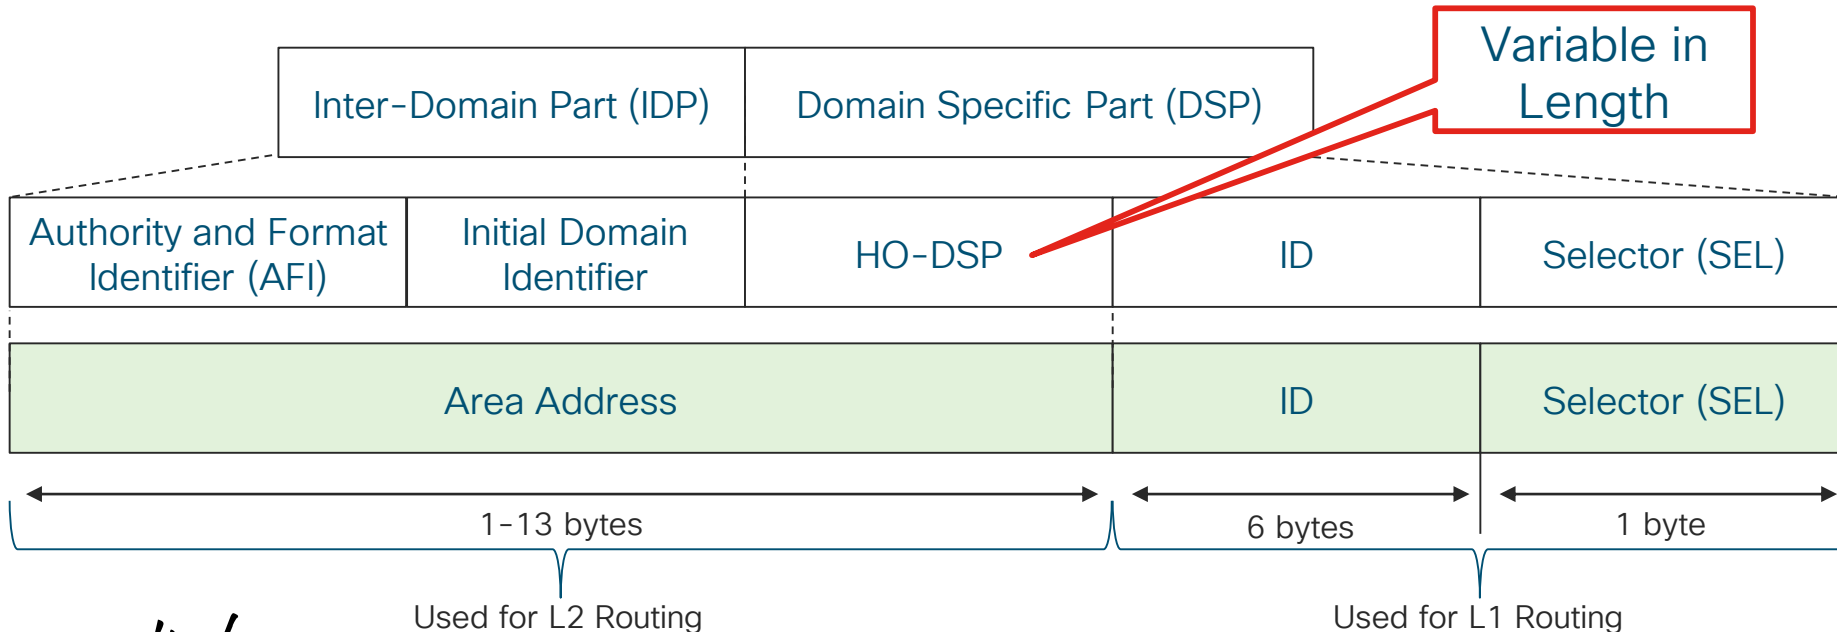 Variable in
Length
Inter-Domain Part (IDP)
Domain Specific Part (DSP)
Authority and Format
Identifier (AFI)
Initial Domain
Identifier
HO-DSP
ID
Selector (SEL)
Area Address
ID
Selector (SEL)
1-13 bytes
6 bytes
1 byte
Used for L2 Routing
Used for L1 Routing